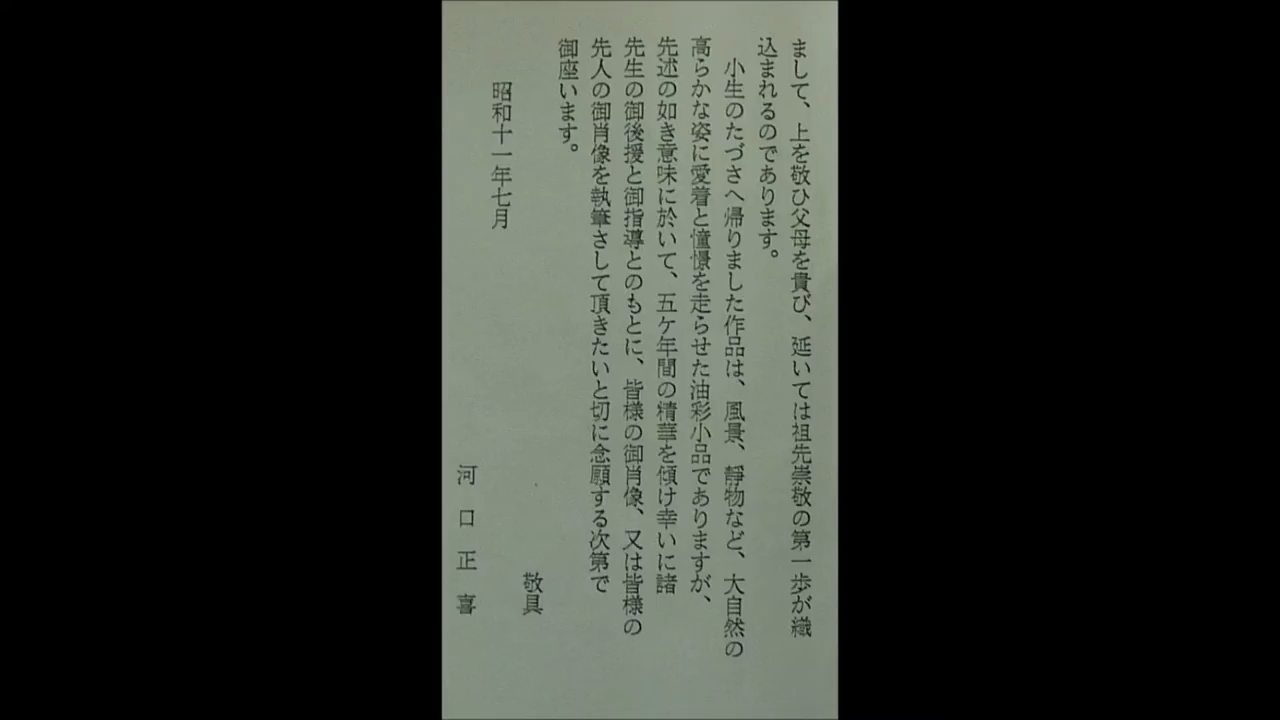 まして、上を敬ひ父母を貴び、延いては祖先崇敬の第一歩が織
込まれるのであります。
小生のたづさへ帰りました作品は、風景、靜物など、大自然の
高らかな姿に愛着と憧憬を走らせた油彩小品でありますが、
先述の如き意味に於いて、五ケ年間の精華を傾け幸いに諸
先生の御後援と御指導とのもとに、皆様の御肖像、又は皆様の
先人の御肖像を執筆さして頂きたいと切に念願する次第で
御座います。
敬具
昭和十一年七月
河口正喜